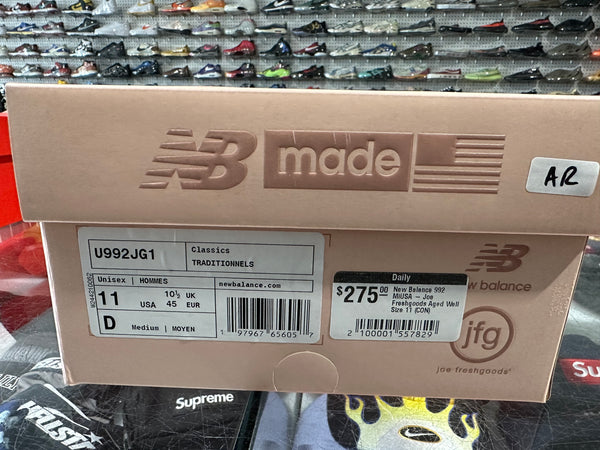 NB made
AR
U992JG1
Classics
TRADITIONNELS
Unisex | HOMMES
newbalance.com
11 USA
10½ UK
45 EUR
D
Medium | MOYEN
1 97967 65605 7
Daily
$275.00
New Balance 992
MiUSA – Joe
Freshgoods Aged Well
Size 11 (CON)
2 100001 557829
NB
new balance
jfg
joe freshgoods
Supreme
Su